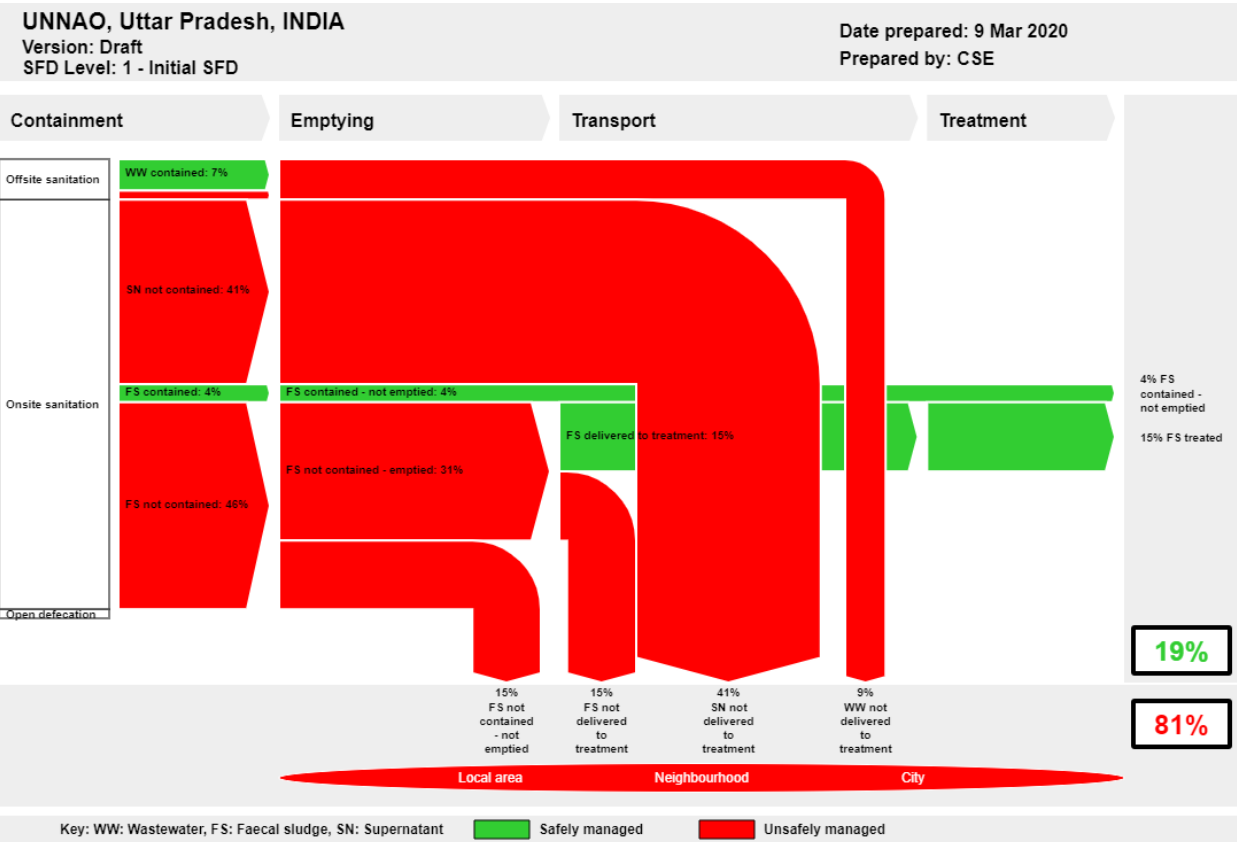 UNNAO, Uttar Pradesh, INDIA
Version: Draft
SFD Level: 1 - Initial SFD
Date prepared: 9 Mar 2020
Prepared by: CSE
Containment
Emptying
Transport
Treatment
Offsite sanitation
WW contained: 7%
SN not contained: 41%
Onsite sanitation
FS contained: 4%
FS contained - not emptied: 4%
FS delivered to treatment: 15%
FS not contained - emptied: 31%
FS not contained: 46%
Open defecation
4% FS
contained -
not emptied
15% FS treated
19%
81%
15%
FS not
contained
- not
emptied
15%
FS not
delivered
to
treatment
41%
SN not
delivered
to
treatment
9%
WW not
delivered
to
treatment
Local area
Neighbourhood
City
Key: WW: Wastewater, FS: Faecal sludge, SN: Supernatant
Safely managed
Unsafely managed